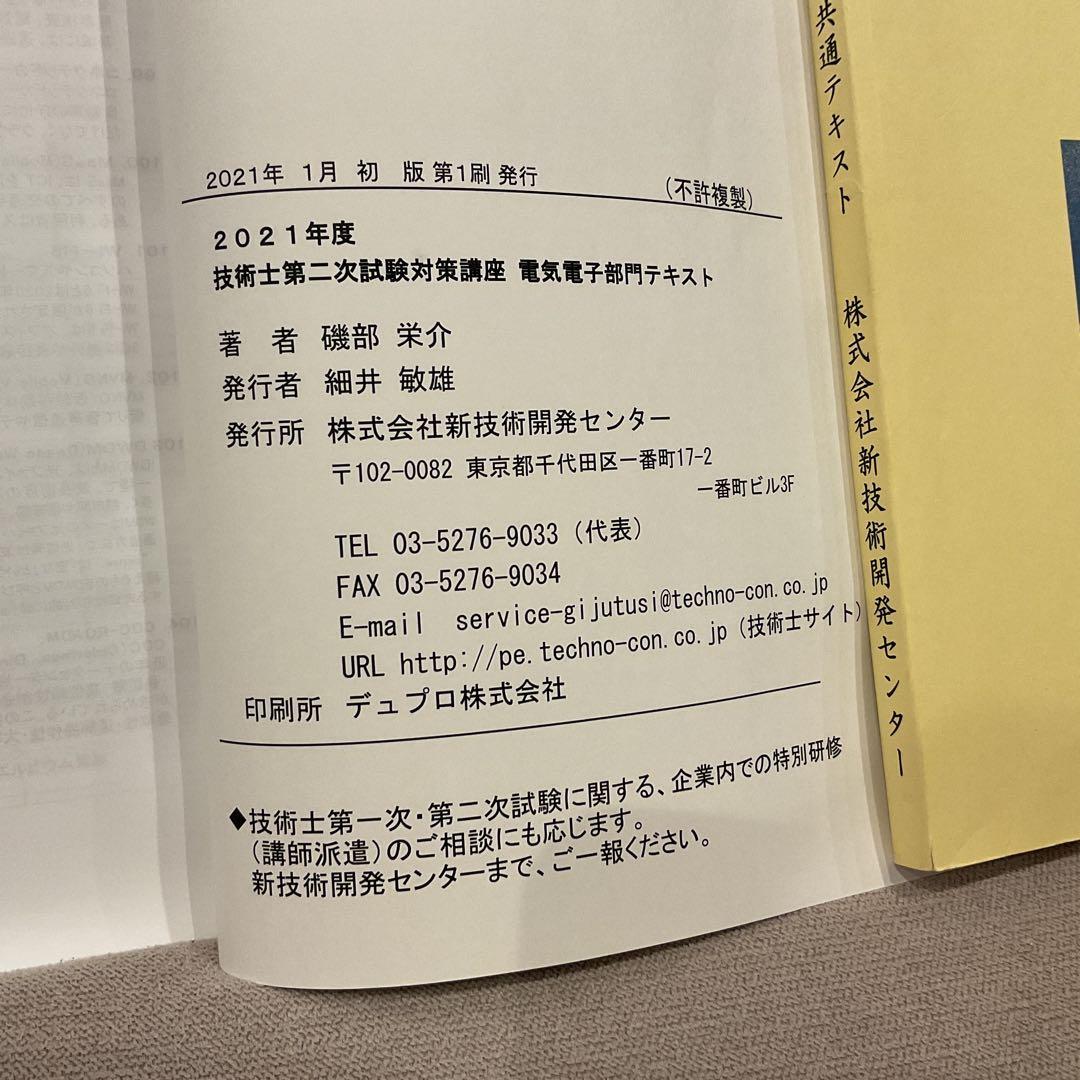 2021年 1月 初 版 第1刷 発行
(不許複製)
2021年度
技術士第二次試験対策講座 電気電子部門テキスト
著 者 磯部 栄介
発行者 細井 敏雄
発行所 株式会社新技術開発センター
〒102-0082 東京都千代田区一番町17-2
一番町ビル3F
TEL 03-5276-9033 (代表)
FAX 03-5276-9034
E-mail service-gijutusi@techno-con.co.jp
URL http://pe.techno-con.co.jp (技術士サイト)
印刷所 デュプロ株式会社
◆技術士第一次・第二次試験に関する、企業内での特別研修
(講師派遣)のご相談にも応じます。
新技術開発センターまで、ご一報ください。
共通テキスト 株式会社新技術開発センター